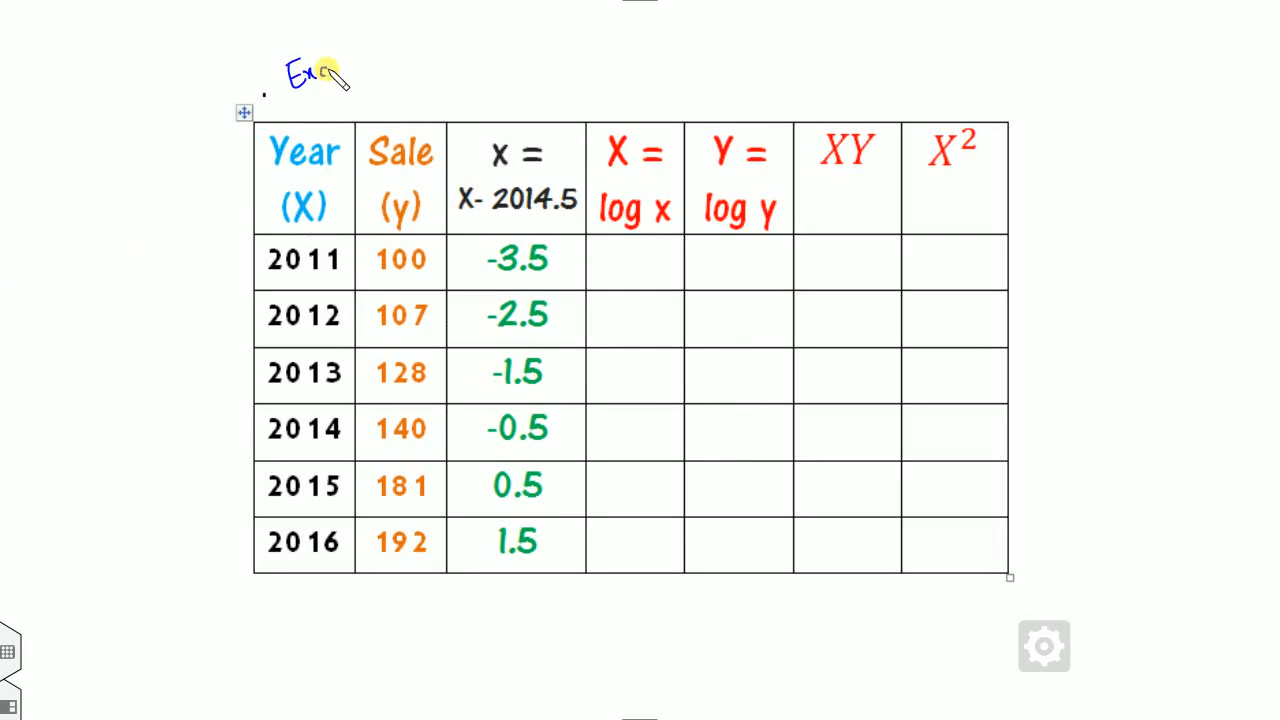 Ex
Year (X) Sale (y) x = X- 2014.5 X = log x Y = log y XY X²
2011 100 -3.5
2012 107 -2.5
2013 128 -1.5
2014 140 -0.5
2015 181 0.5
2016 192 1.5